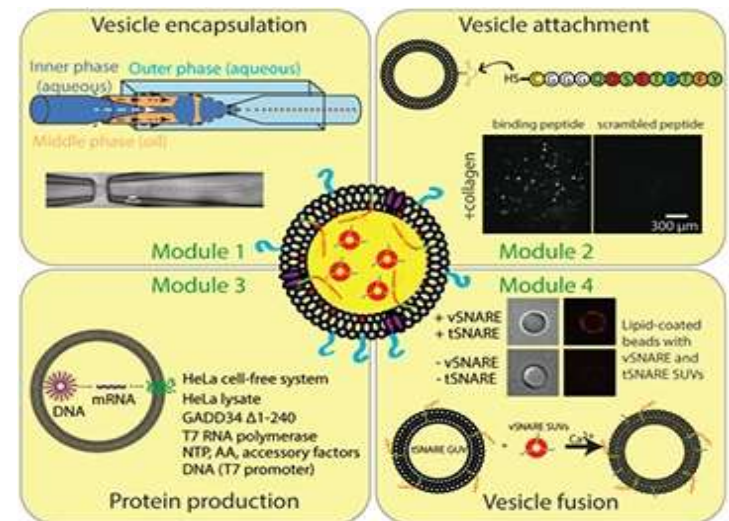 Vesicle encapsulation
Inner phase
(aqueous)
Outer phase (aqueous)
Middle phase (oil)
Module 1
Vesicle attachment
HS
binding peptide
scrambled peptide
+collagen
300 µm
Module 2
Module 3
DNA
mRNA
HeLa cell-free system
HeLa lysate
GADD34 Δ1-240
T7 RNA polymerase
NTP, AA, accessory factors
DNA (T7 promoter)
Protein production
Module 4
+ vSNARE
+ tSNARE
- vSNARE
- tSNARE
Lipid-coated
beads with
vSNARE and
tSNARE SUVs
tSNARE GUV
+
vSNARE SUVs
Ca²⁺
Vesicle fusion